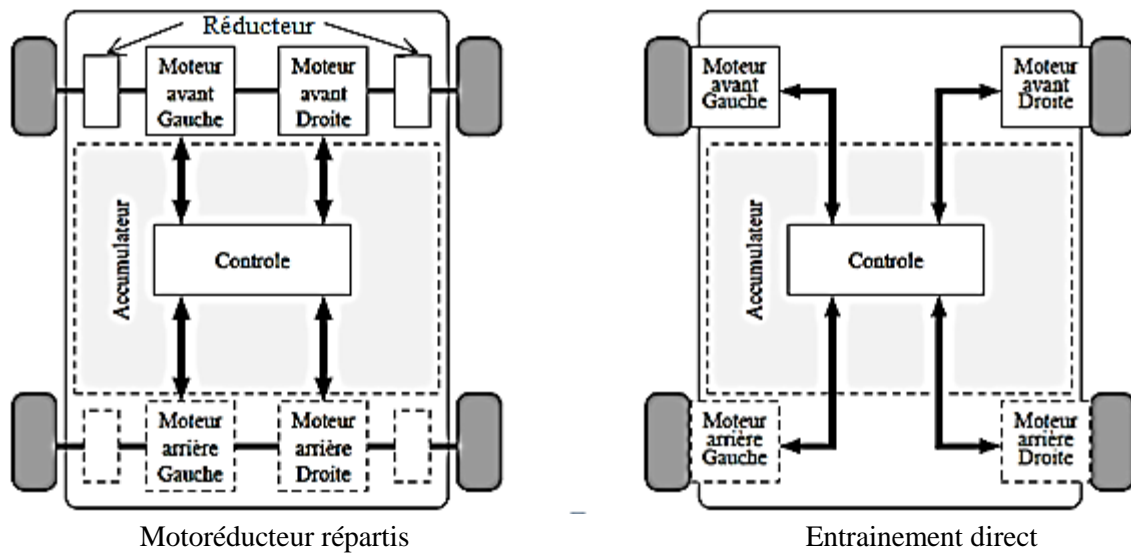 Réducteur
Moteur
avant
Gauche
Moteur
avant
Droite
Accumulateur
Controle
Moteur
arrière
Gauche
Moteur
arrière
Droite
Motoréducteur répartis
Moteur
avant
Gauche
Moteur
avant
Droite
Accumulateur
Controle
Moteur
arrière
Gauche
Moteur
arrière
Droite
Entrainement direct